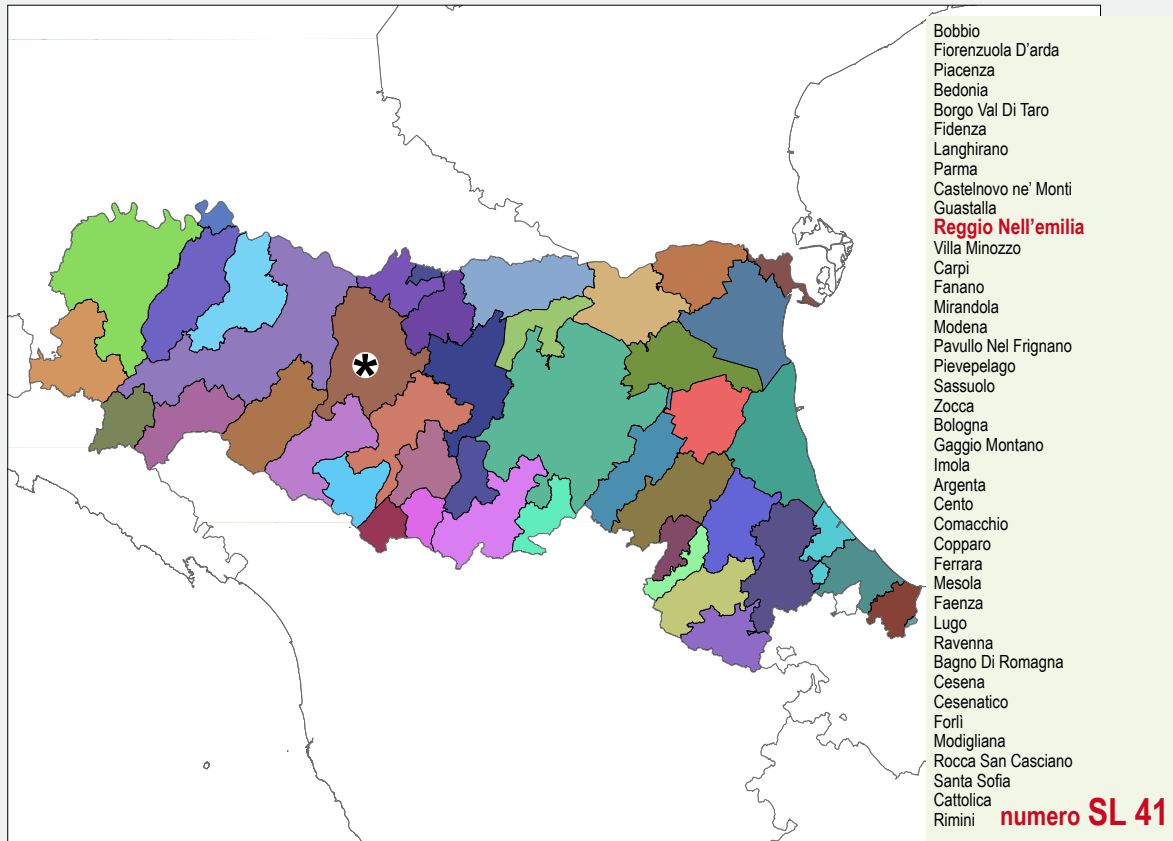 Bobbio
Fiorenzuola D'arda
Piacenza
Bedonia
Borgo Val Di Taro
Fidenza
Langhirano
Parma
Castelnovo ne' Monti
Guastalla
Reggio Nell'emilia
Villa Minozzo
Carpi
Fanano
Mirandola
Modena
Pavullo Nel Frignano
Pievepelago
Sassuolo
Zocca
Bologna
Gaggio Montano
Imola
Argenta
Cento
Comacchio
Copparo
Ferrara
Mesola
Faenza
Lugo
Ravenna
Bagno Di Romagna
Cesena
Cesenatico
Forlì
Modigliana
Rocca San Casciano
Santa Sofia
Cattolica
Rimini
numero SL 41
*